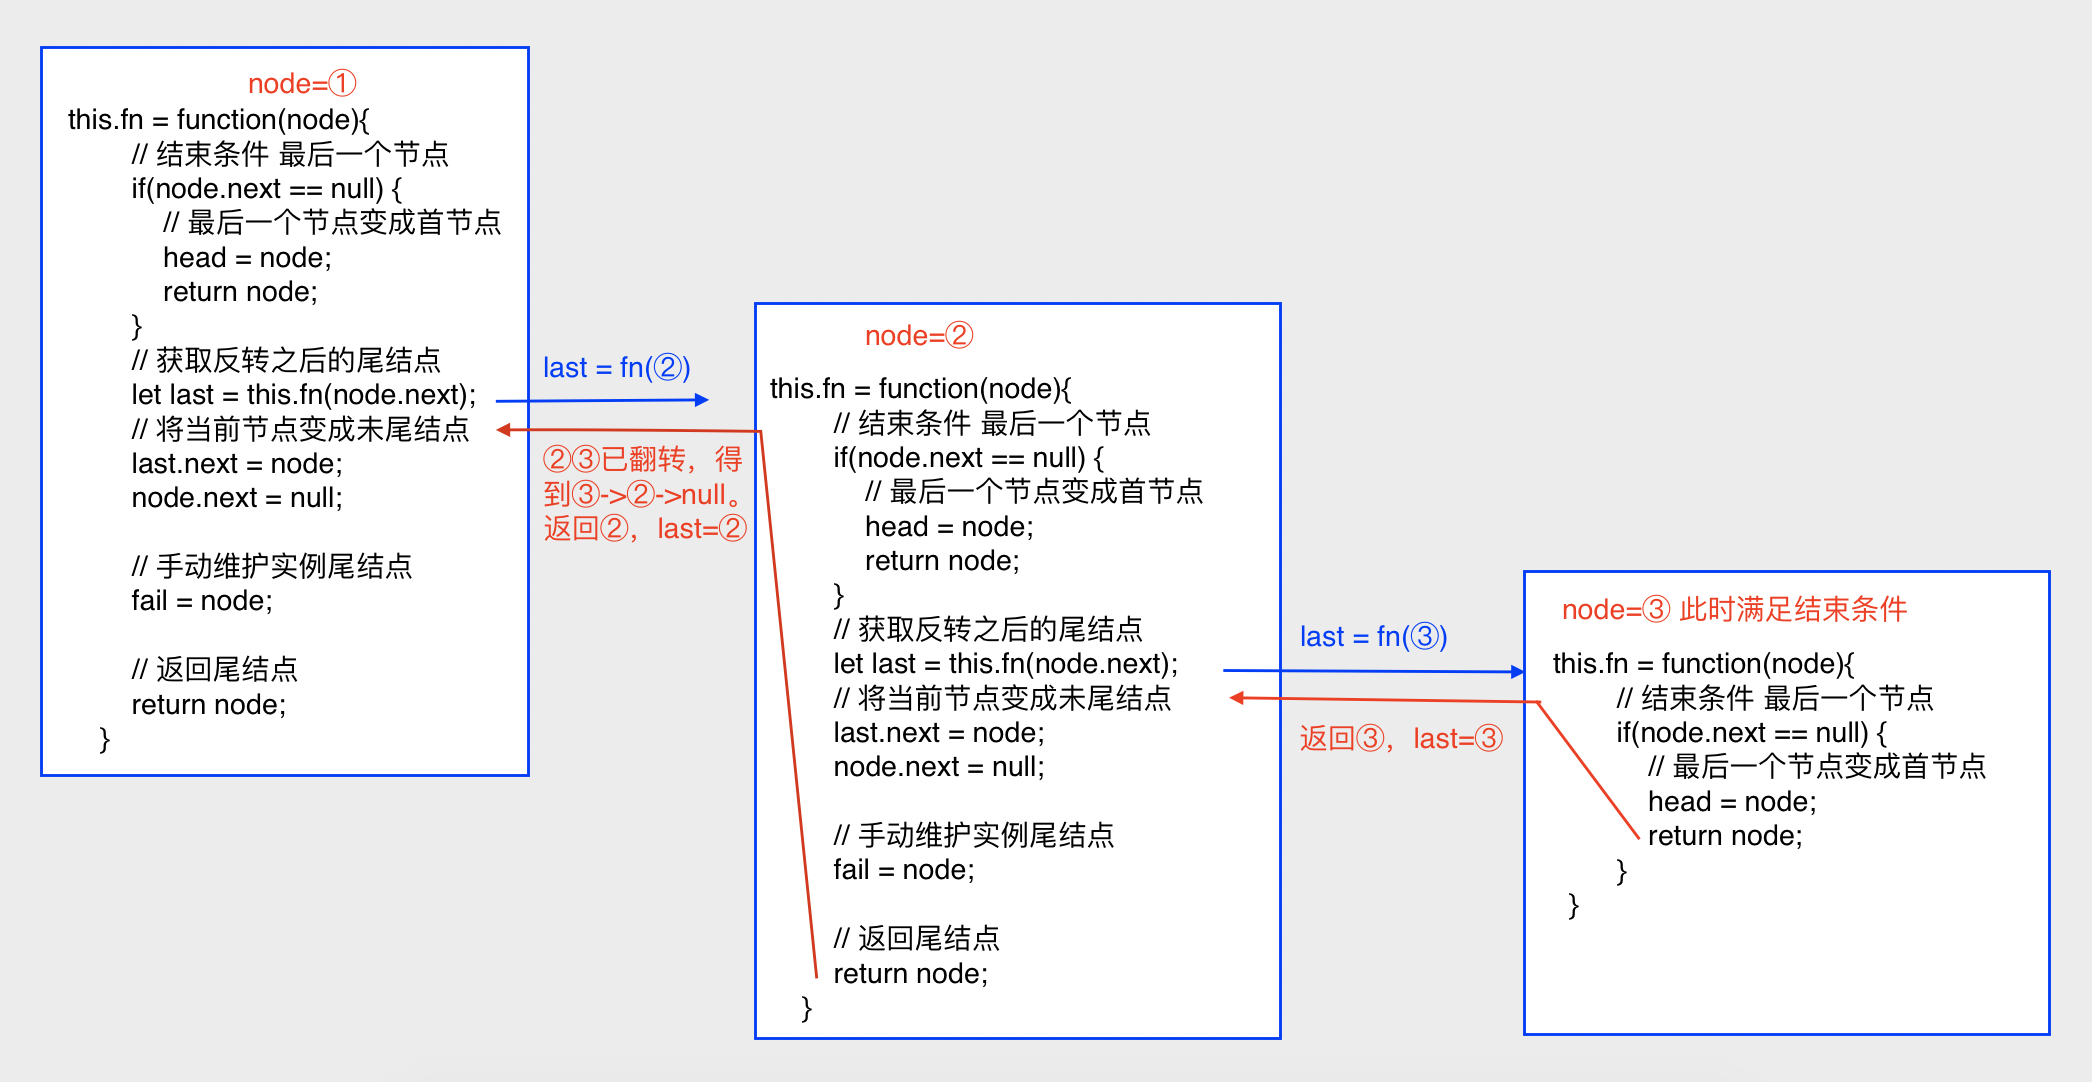 node=①
this.fn = function(node){
// 结束条件 最后一个节点
if(node.next == null) {
// 最后一个节点变成首节点
head = node;
return node;
}
// 获取反转之后的尾结点
let last = this.fn(node.next);
// 将当前节点变成未尾结点
last.next = node;
node.next = null;
// 手动维护实例尾结点
fail = node;
// 返回尾结点
return node;
}
last = fn(②)
②③已翻转，得
到③->②->null。
返回②，last=②
node=②
this.fn = function(node){
// 结束条件 最后一个节点
if(node.next == null) {
// 最后一个节点变成首节点
head = node;
return node;
}
// 获取反转之后的尾结点
let last = this.fn(node.next);
// 将当前节点变成未尾结点
last.next = node;
node.next = null;
// 手动维护实例尾结点
fail = node;
// 返回尾结点
return node;
}
last = fn(③)
返回③，last=③
node=③ 此时满足结束条件
this.fn = function(node){
// 结束条件 最后一个节点
if(node.next == null) {
// 最后一个节点变成首节点
head = node;
return node;
}
}